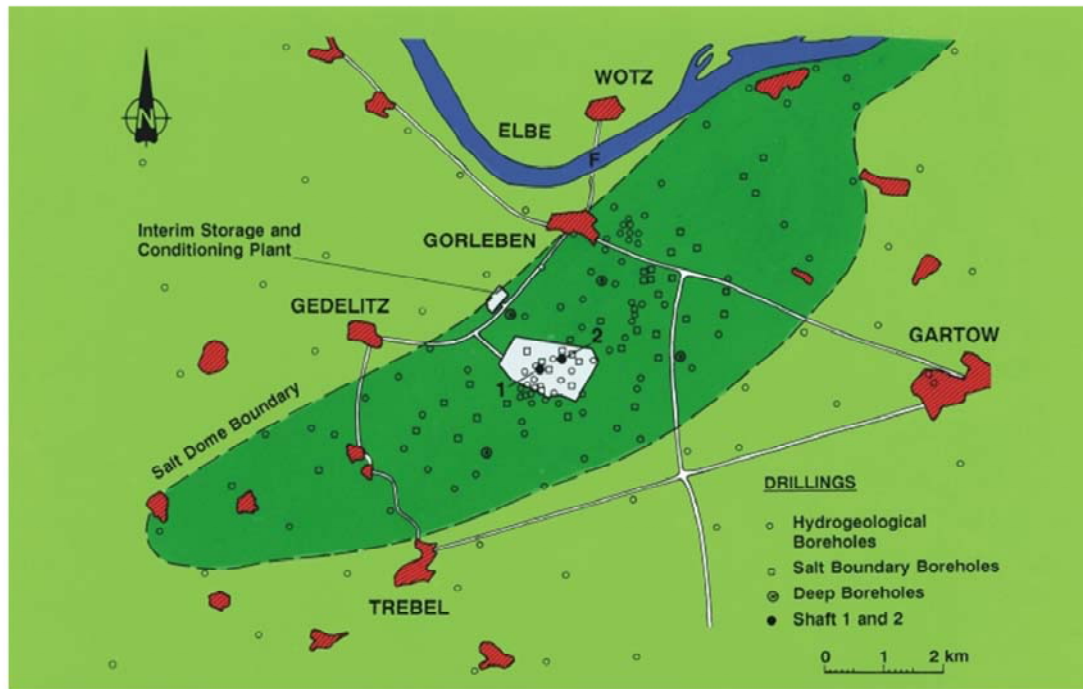 N
WOTZ
ELBE
F
Interim Storage and
Conditioning Plant
GORLEBEN
GEDELITZ
2
GARTOW
1
Salt Dome Boundary
TREBEL
DRILLINGS
Hydrogeological
Boreholes
Salt Boundary Boreholes
Deep Boreholes
Shaft 1 and 2
0 1 2 km